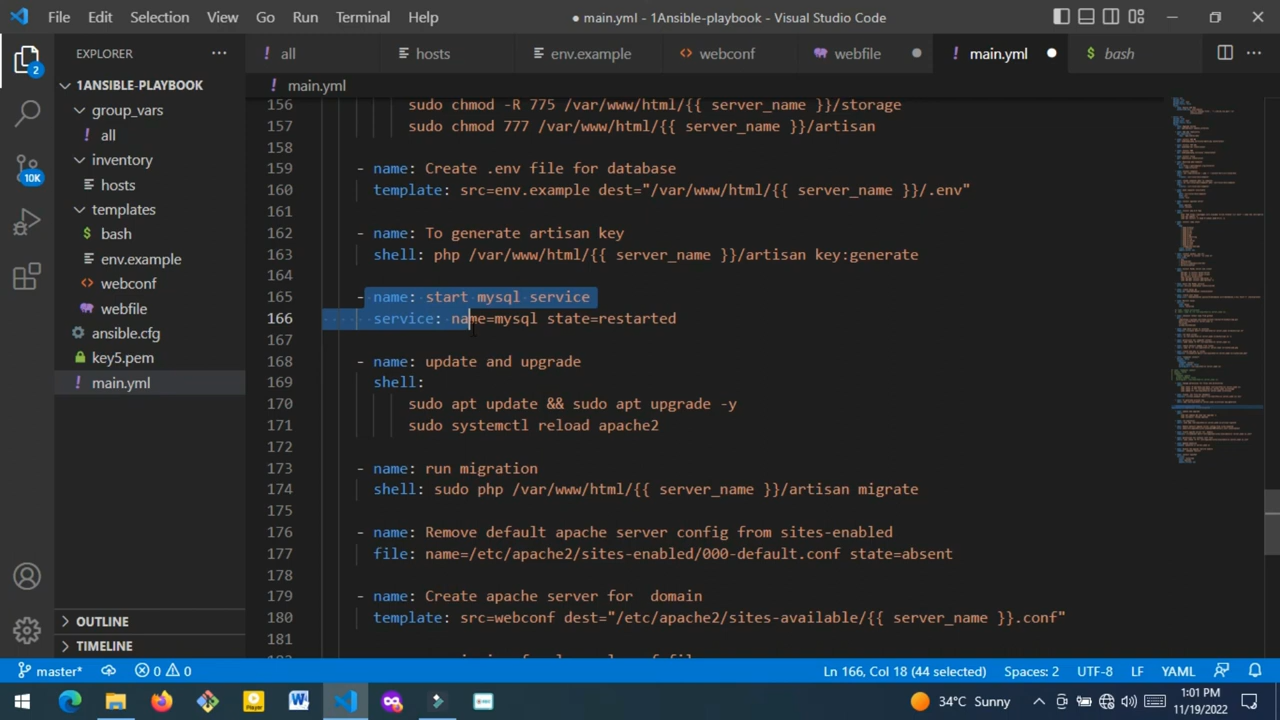 File Edit Selection View Go Run Terminal Help
● main.yml - 1Ansible-playbook - Visual Studio Code
EXPLORER
all
hosts
env.example
webconf
webfile
main.yml
bash
2
1ANSIBLE-PLAYBOOK
main.yml
group_vars
all
inventory
hosts
10K
templates
bash
env.example
webconf
webfile
ansible.cfg
key5.pem
main.yml
OUTLINE
TIMELINE
156 sudo chmod -R 775 /var/www/html/{{ server_name }}/storage
157 sudo chmod 777 /var/www/html/{{ server_name }}/artisan
158
159 - name: Create .env file for database
160 template: src=env.example dest="/var/www/html/{{ server_name }}/.env"
161
162 - name: To generate artisan key
163 shell: php /var/www/html/{{ server_name }}/artisan key:generate
164
165 - name: start mysql service
166 service: name=mysql state=restarted
167
168 - name: update and upgrade
169 shell:
170 sudo apt update && sudo apt upgrade -y
171 sudo systemctl reload apache2
172
173 - name: run migration
174 shell: sudo php /var/www/html/{{ server_name }}/artisan migrate
175
176 - name: Remove default apache server config from sites-enabled
177 file: name=/etc/apache2/sites-enabled/000-default.conf state=absent
178
179 - name: Create apache server for  domain
180 template: src=webconf dest="/etc/apache2/sites-available/{{ server_name }}.conf"
181
master* 0 0 Ln 166, Col 18 (44 selected) Spaces: 2 UTF-8 LF YAML
34°C Sunny
1:01 PM
11/19/2022